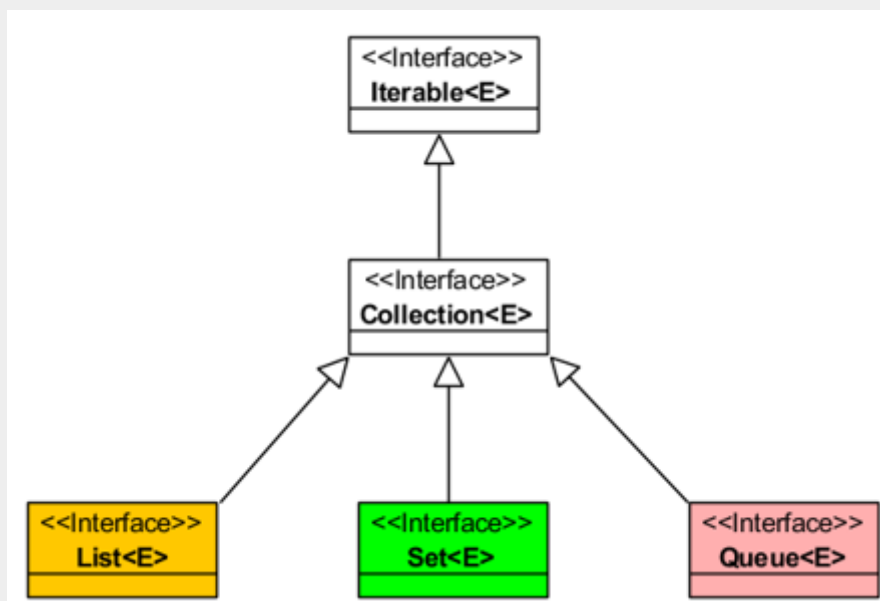 <<Interface>>
Iterable<E>
<<Interface>>
Collection<E>
<<Interface>>
List<E>
<<Interface>>
Set<E>
<<Interface>>
Queue<E>